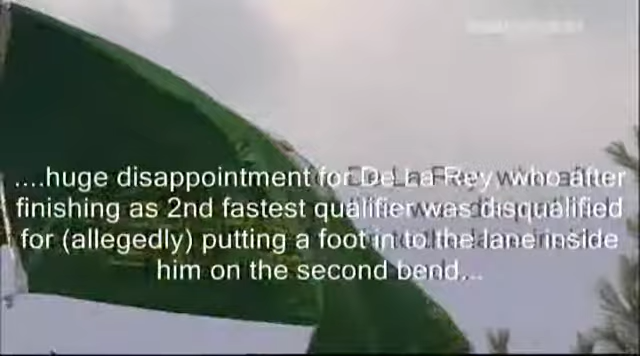 ....huge disappointment for De La Rey, who after
finishing as 2nd fastest qualifier was disqualified
for (allegedly) putting a foot in to the lane inside
him on the second bend...